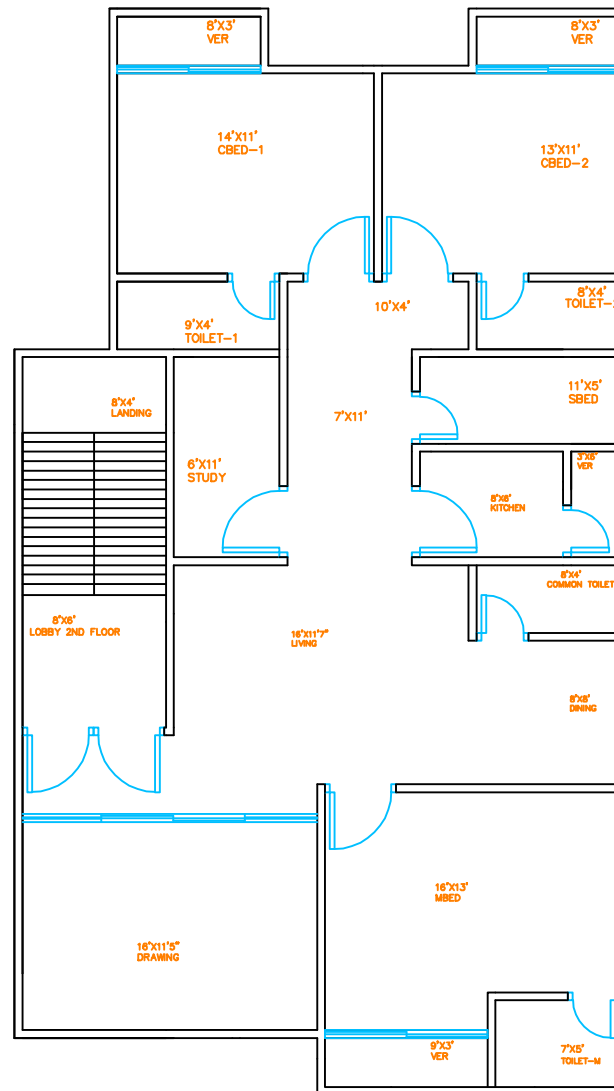 8'X3'
VER
8'X3'
VER
14'X11'
CBED-1
13'X11'
CBED-2
10'X4'
8'X4'
TOILET-2
9'X4'
TOILET-1
8'X4'
LANDING
7'X11'
11'X5'
SBED
6'X11'
STUDY
3'X6'
VER
8'X6'
KITCHEN
8'X4'
COMMON TOILET
8'X6'
LOBBY 2ND FLOOR
16'X11'7"
LIVING
8'X8'
DINING
16'X13'
MBED
16'X11'5"
DRAWING
9'X3'
VER
7'X5'
TOILET-M